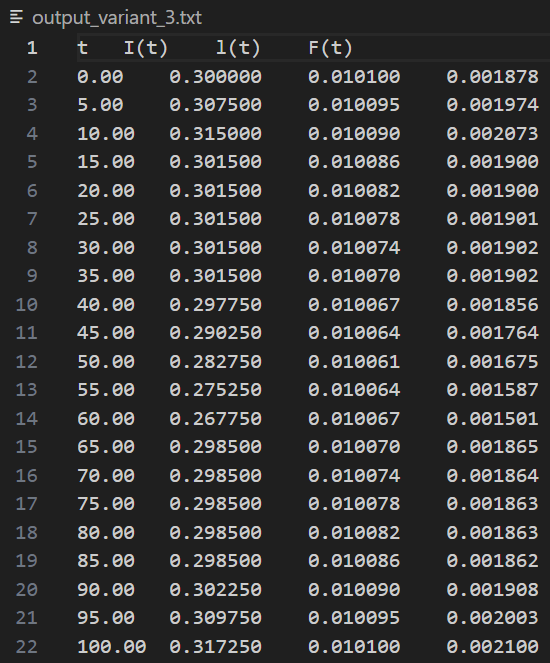 output_variant_3.txt
1 t I(t) l(t) F(t)
2 0.00 0.300000 0.010100 0.001878
3 5.00 0.307500 0.010095 0.001974
4 10.00 0.315000 0.010090 0.002073
5 15.00 0.301500 0.010086 0.001900
6 20.00 0.301500 0.010082 0.001900
7 25.00 0.301500 0.010078 0.001901
8 30.00 0.301500 0.010074 0.001902
9 35.00 0.301500 0.010070 0.001902
10 40.00 0.297750 0.010067 0.001856
11 45.00 0.290250 0.010064 0.001764
12 50.00 0.282750 0.010061 0.001675
13 55.00 0.275250 0.010064 0.001587
14 60.00 0.267750 0.010067 0.001501
15 65.00 0.298500 0.010070 0.001865
16 70.00 0.298500 0.010074 0.001864
17 75.00 0.298500 0.010078 0.001863
18 80.00 0.298500 0.010082 0.001863
19 85.00 0.298500 0.010086 0.001862
20 90.00 0.302250 0.010090 0.001908
21 95.00 0.309750 0.010095 0.002003
22 100.00 0.317250 0.010100 0.002100